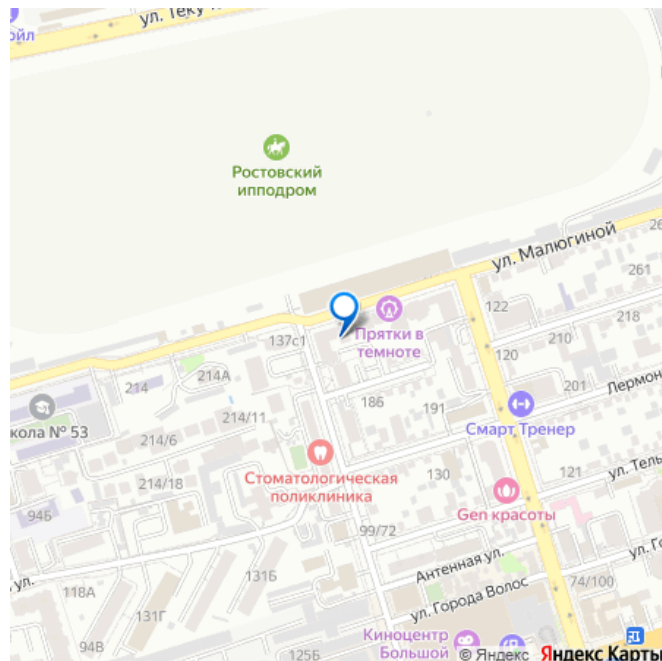 ул. Теку
ойл
Ростовский
ипподром
ул. Малюгиной
26
261
122
218
Прятки в
темноте
137с1
210
120
214А
214
201
Лермон
186
191
214/11
Смарт Тренер
кола № 53
214/6
Стоматологическая
поликлиника
ул. Тель
130
121
214/18
Gen красоты
94Б
99/72
ул. Го
Антенная ул.
ул.
131Б
74/100
118А
131Г
ул. Города Волос
Киноцентр
Большой
94В
125Б
© Яндекс Яндекс Карты